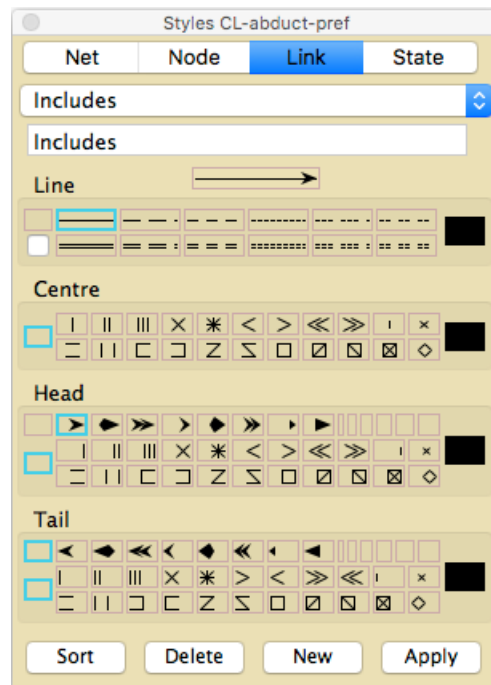 Styles CL-abduct-pref
Net Node Link State
Includes
Includes
Line
Centre
Head
Tail
Sort Delete New Apply